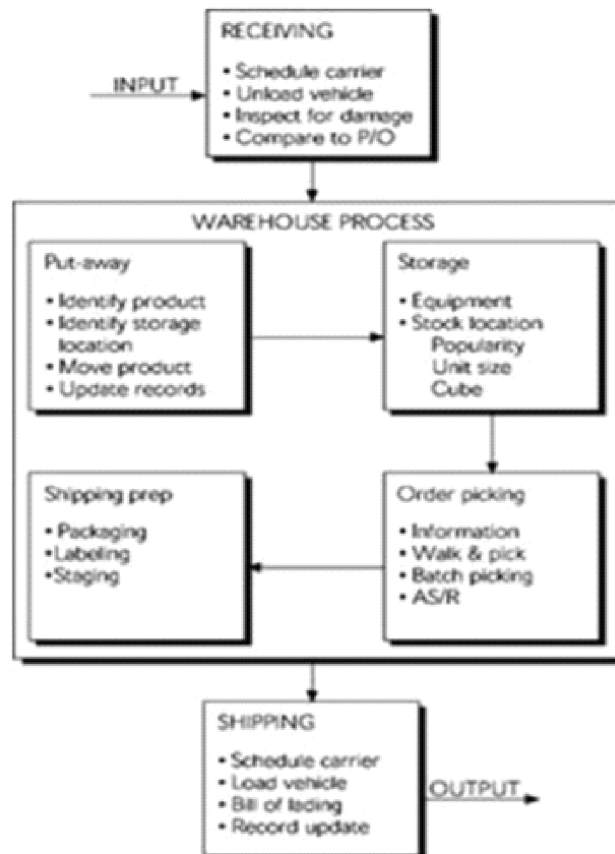 RECEIVING
INPUT
• Schedule carrier
• Unload vehicle
• Inspect for damage
• Compare to P/O
WAREHOUSE PROCESS
Put-away
• Identify product
• Identify storage
location
• Move product
• Update records
Storage
• Equipment
• Stock location
Popularity
Unit size
Cube
Order picking
• Information
• Walk & pick
• Batch picking
• AS/R
Shipping prep
• Packaging
• Labeling
• Staging
SHIPPING
• Schedule carrier
• Load vehicle
• Bill of lading
• Record update
OUTPUT